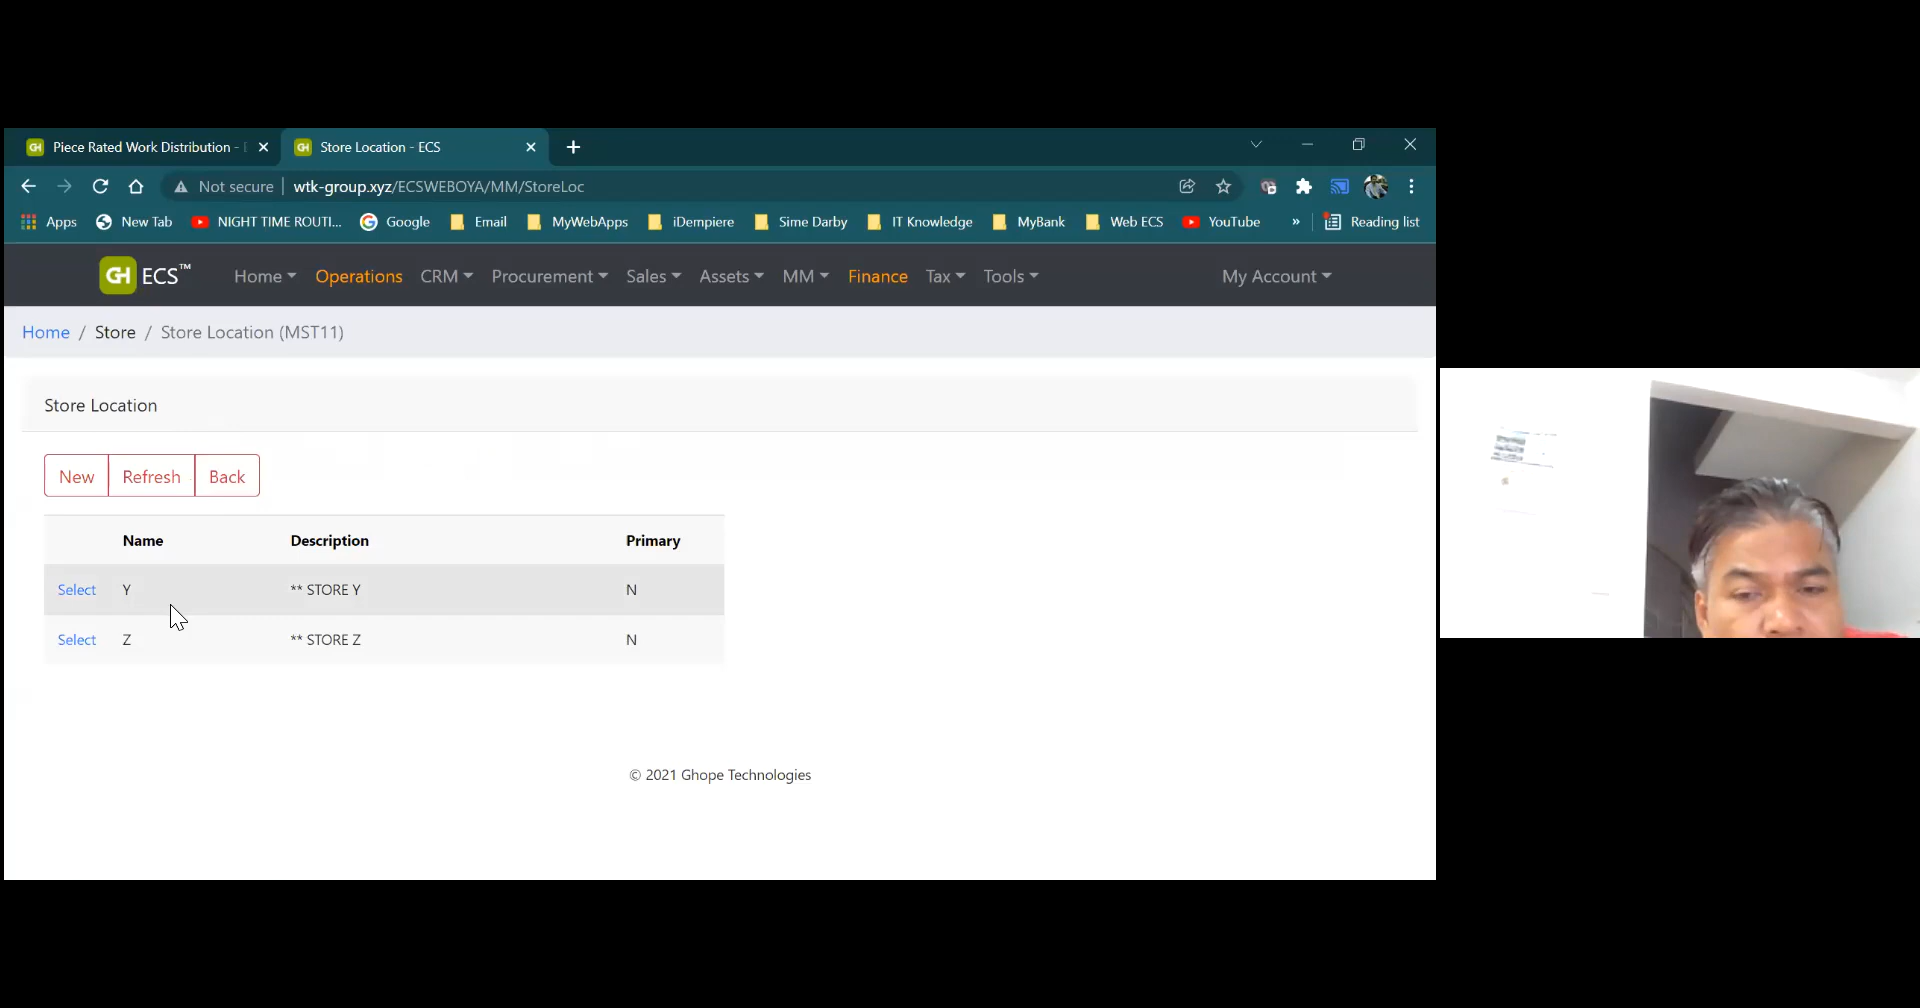 Piece Rated Work Distribution -
Store Location - ECS
Not secure wtk-group.xyz/ECSWEBOYA/MM/StoreLoc
Apps New Tab NIGHT TIME ROUTI... Google Email MyWebApps iDempiere Sime Darby IT Knowledge MyBank Web ECS YouTube » Reading list
GH ECS™ Home Operations CRM Procurement Sales Assets MM Finance Tax Tools My Account
Home / Store / Store Location (MST11)
Store Location
New Refresh Back
Name Description Primary
Select Y ** STORE Y N
Select Z ** STORE Z N
© 2021 Ghope Technologies